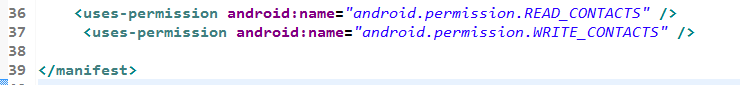 36 <uses-permission android:name="android.permission.READ_CONTACTS" />
37 <uses-permission android:name="android.permission.WRITE_CONTACTS" />
38
39 </manifest>